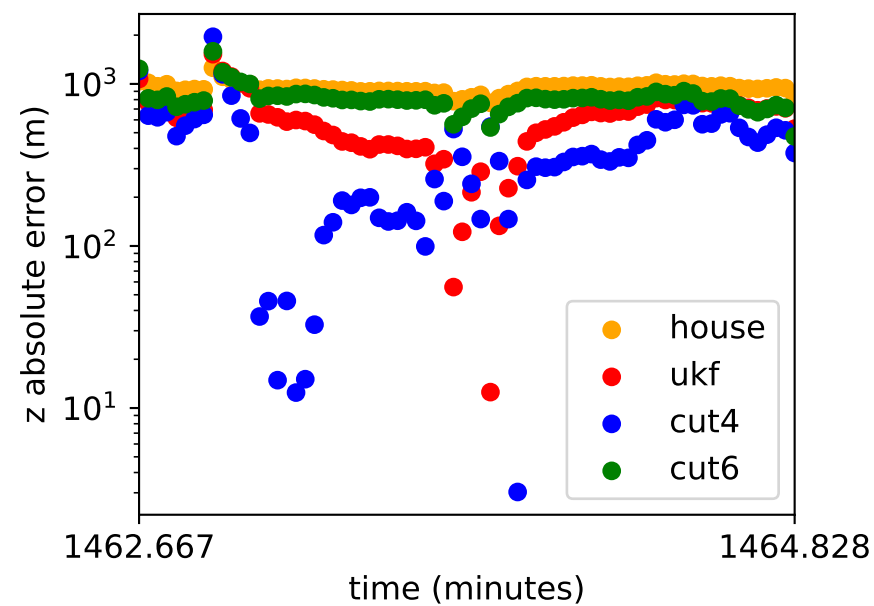 z absolute error (m)
10³
10²
10¹
house
ukf
cut4
cut6
1462.667
1464.828
time (minutes)